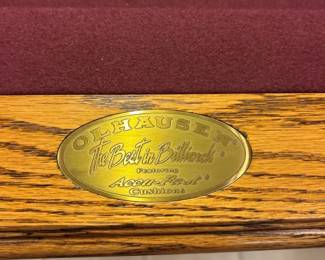 OLHAUSEN®
The Best in Billiards®
Featuring
Accu-Fast®
Cushions